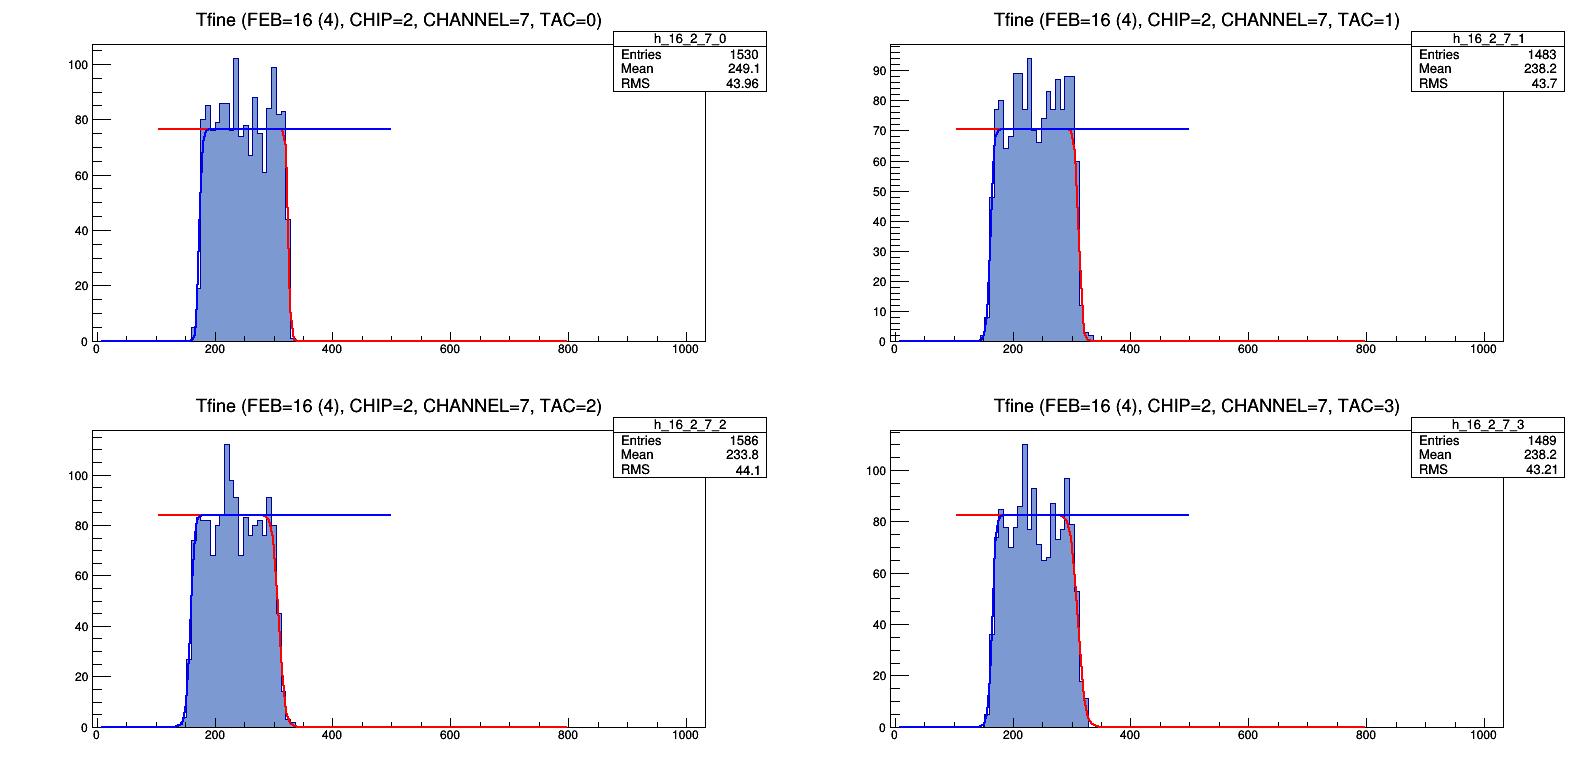 Tfine (FEB=16 (4), CHIP=2, CHANNEL=7, TAC=0)
h_16_2_7_0
Entries 1530
Mean 249.1
RMS 43.96
100
80
60
40
20
0
0 200 400 600 800 1000
Tfine (FEB=16 (4), CHIP=2, CHANNEL=7, TAC=1)
h_16_2_7_1
Entries 1483
Mean 238.2
RMS 43.7
90
80
70
60
50
40
30
20
10
0
0 200 400 600 800 1000
Tfine (FEB=16 (4), CHIP=2, CHANNEL=7, TAC=2)
h_16_2_7_2
Entries 1586
Mean 233.8
RMS 44.1
100
80
60
40
20
0
0 200 400 600 800 1000
Tfine (FEB=16 (4), CHIP=2, CHANNEL=7, TAC=3)
h_16_2_7_3
Entries 1489
Mean 238.2
RMS 43.21
100
80
60
40
20
0
0 200 400 600 800 1000